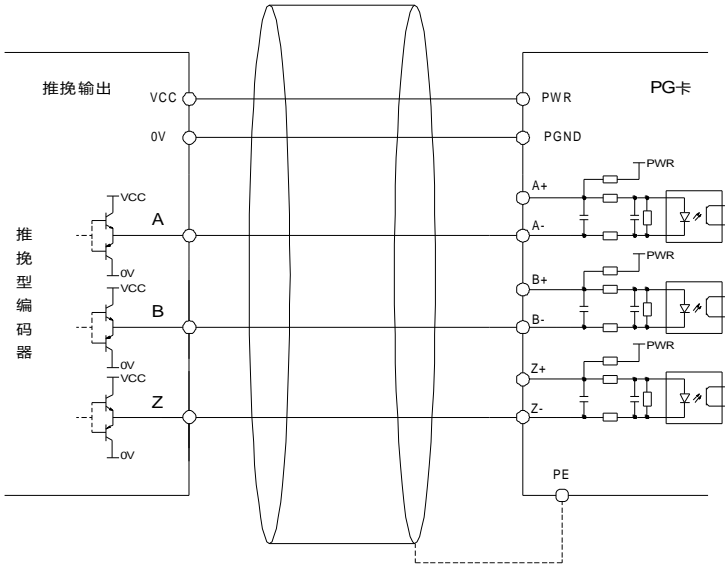 推挽输出
PG卡
VCC
PWR
0V
PGND
PWR
A+
VCC
A
A-
0V
推挽型编码器
PWR
B+
VCC
B
B-
0V
PWR
Z+
VCC
Z
Z-
0V
PE